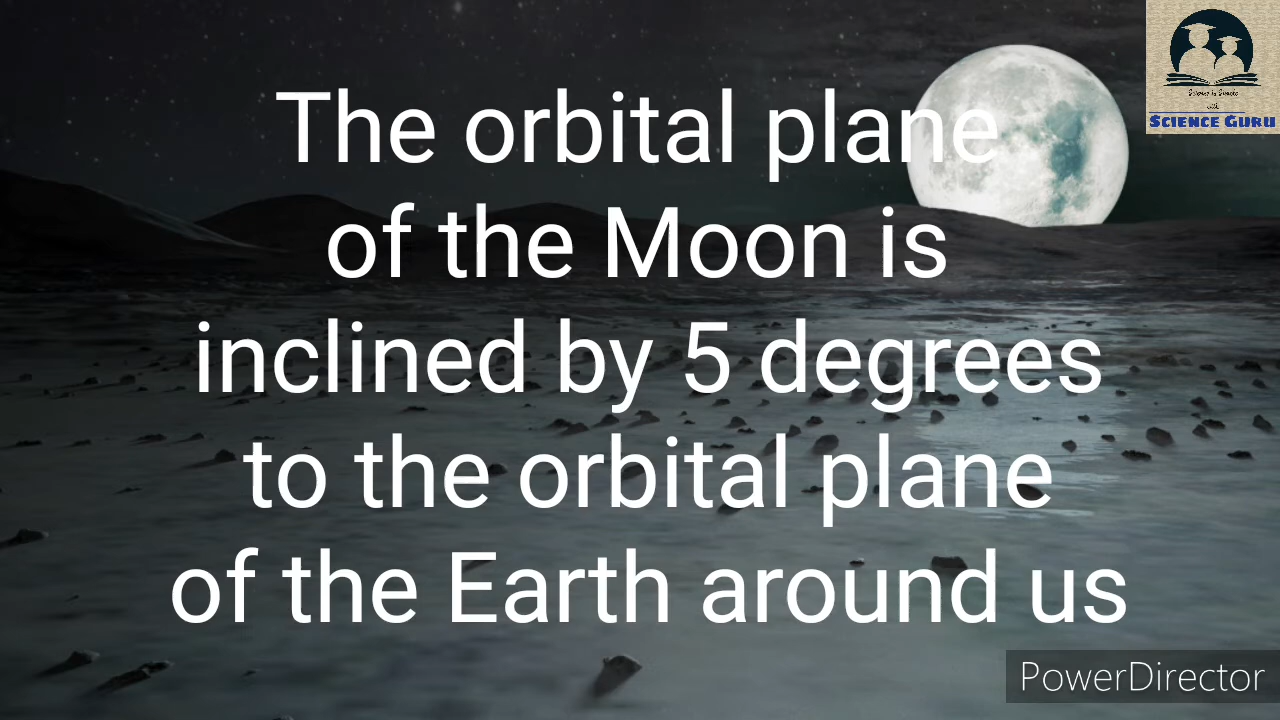 The orbital plane
of the Moon is
inclined by 5 degrees
to the orbital plane
of the Earth around us
with
SCIENCE GURU
PowerDirector